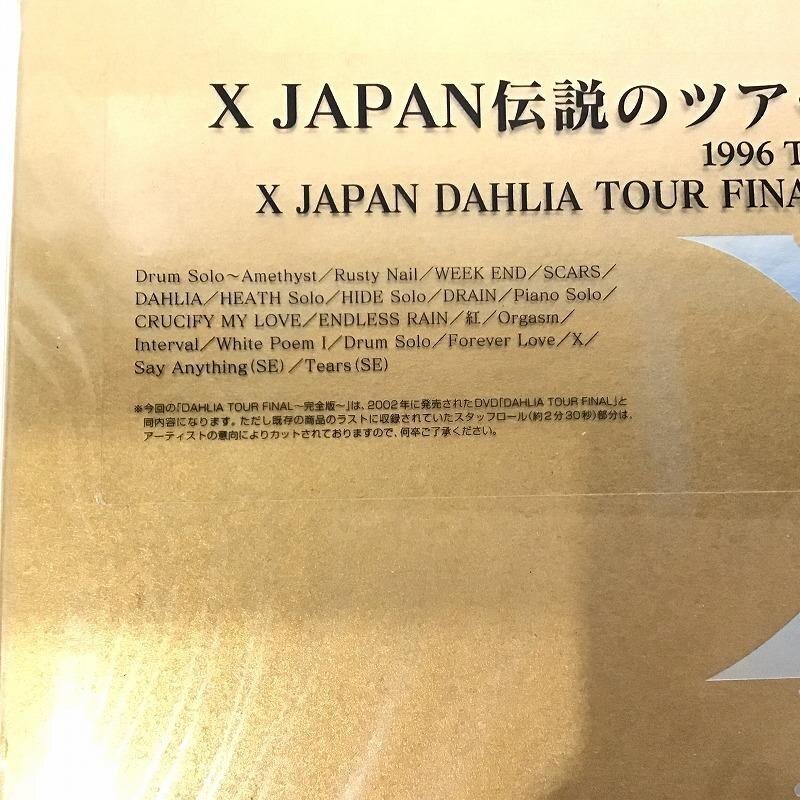 X JAPAN伝説のツア
1996 T
X JAPAN DAHLIA TOUR FINA
Drum Solo〜Amethyst／Rusty Nail／WEEK END／SCARS／
DAHLIA／HEATH Solo／HIDE Solo／DRAIN／Piano Solo／
CRUCIFY MY LOVE／ENDLESS RAIN／紅／Orgasm／
Interval／White Poem I／Drum Solo／Forever Love／X／
Say Anything(SE)／Tears(SE)
※今回の「DAHLIA TOUR FINAL〜完全版〜」は、2002年に発売されたDVD「DAHLIA TOUR FINAL」と
同内容になります。ただし既存の商品のラストに収録されていたスタッフロール(約2分30秒)部分は、
アーティストの意向によりカットされておりますので、何卒ご了承ください。